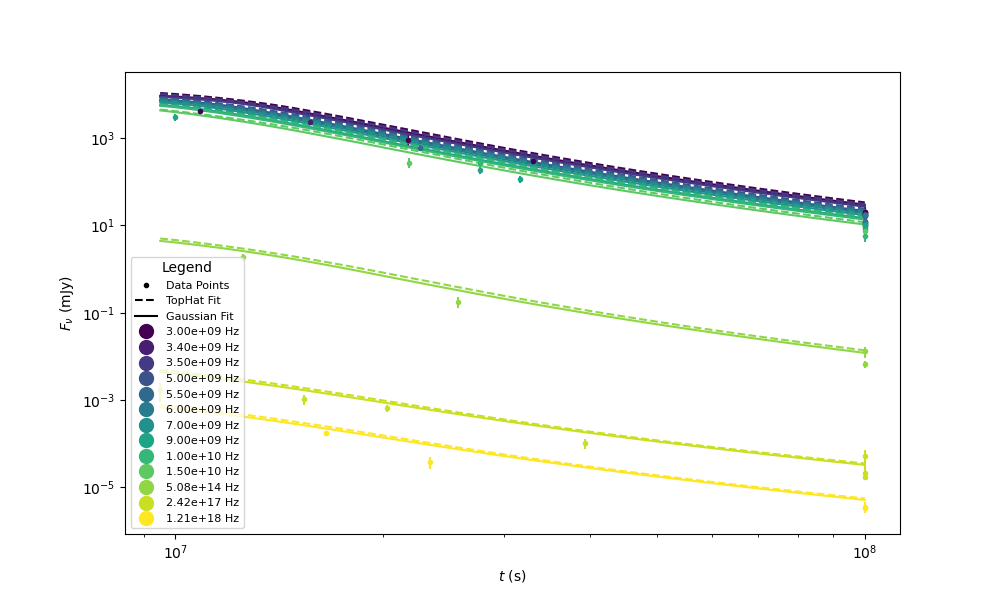 10³
10¹
10⁻¹
10⁻³
10⁻⁵
Fν (mJy)
Legend
Data Points
TopHat Fit
Gaussian Fit
3.00e+09 Hz
3.40e+09 Hz
3.50e+09 Hz
5.00e+09 Hz
5.50e+09 Hz
6.00e+09 Hz
7.00e+09 Hz
9.00e+09 Hz
1.00e+10 Hz
1.50e+10 Hz
5.08e+14 Hz
2.42e+17 Hz
1.21e+18 Hz
10⁷
10⁸
t (s)